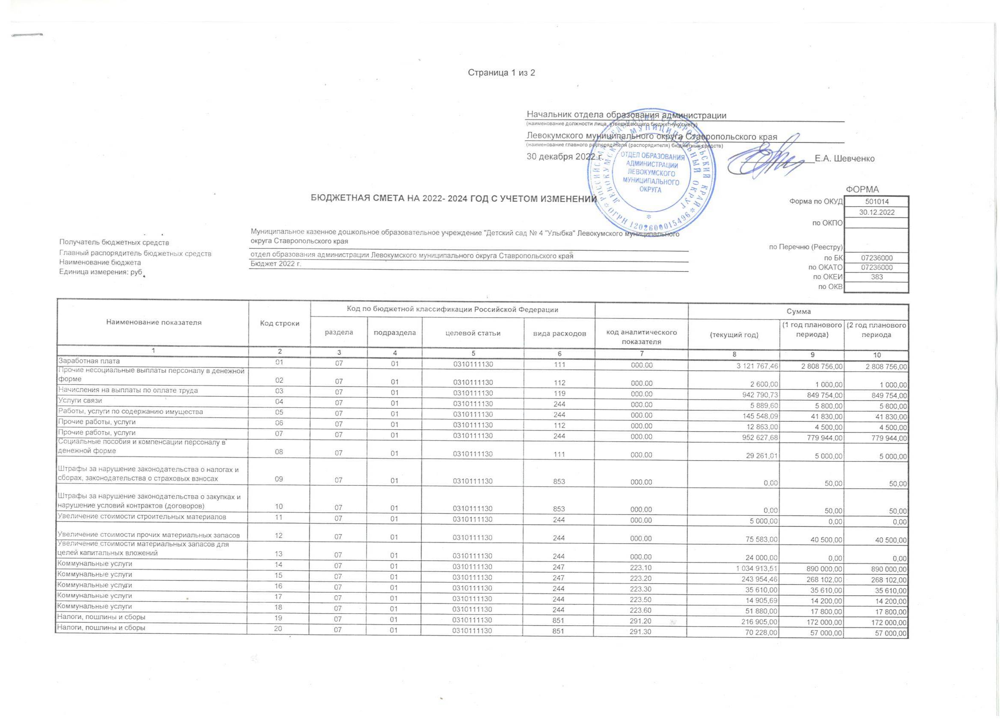 Страница 1 из 2
Начальник отдела образования администрации
(наименование должности лица, утверждающего бюджетную смету)
Левокумского муниципального округа Ставропольского края
(наименование главного распорядителя (распорядителя) бюджетных средств)
30 декабря 2022 г.
Е.А. Шевченко
РОССИЙСКАЯ ФЕДЕРАЦИЯ СТАВРОПОЛЬСКИЙ КРАЙ * ОГРН 1202600015496 *
ЛЕВОКУМСКИЙ МУНИЦИПАЛЬНЫЙ ОКРУГ *
ОТДЕЛ ОБРАЗОВАНИЯ
АДМИНИСТРАЦИИ
ЛЕВОКУМСКОГО
МУНИЦИПАЛЬНОГО
ОКРУГА
БЮДЖЕТНАЯ СМЕТА НА 2022- 2024 ГОД С УЧЕТОМ ИЗМЕНЕНИЙ
ФОРМА
Форма по ОКУД 501014
30.12.2022
по ОКПО
Получатель бюджетных средств Муниципальное казенное дошкольное образовательное учреждение "Детский сад № 4 "Улыбка" Левокумского муниципального
округа Ставропольского края
по Перечню (Реестру)
Главный распорядитель бюджетных средств отдел образования администрации Левокумского муниципального округа Ставропольского края по БК 07236000
Наименование бюджета Бюджет 2022 г. по ОКАТО 07236000
Единица измерения: руб. по ОКЕИ 383
по ОКВ
Наименование показателя Код строки Код по бюджетной классификации Российской Федерации Сумма
раздела подраздела целевой статьи вида расходов код аналитического показателя (текущий год) (1 год планового периода) (2 год планового периода
1 2 3 4 5 6 7 8 9 10
Заработная плата 01 07 01 0310111130 111 000.00 3 121 767,46 2 808 756,00 2 808 756,00
Прочие несоциальные выплаты персоналу в денежной
форме 02 07 01 0310111130 112 000.00 2 600,00 1 000,00 1 000,00
Начисления на выплаты по оплате труда 03 07 01 0310111130 119 000.00 942 790,73 849 754,00 849 754,00
Услуги связи 04 07 01 0310111130 244 000.00 5 889,60 5 800,00 5 800,00
Работы, услуги по содержанию имущества 05 07 01 0310111130 244 000.00 145 548,09 41 830,00 41 830,00
Прочие работы, услуги 06 07 01 0310111130 112 000.00 12 863,00 4 500,00 4 500,00
Прочие работы, услуги 07 07 01 0310111130 244 000.00 952 627,68 779 944,00 779 944,00
Социальные пособия и компенсации персоналу в
денежной форме 08 07 01 0310111130 111 000.00 29 261,01 5 000,00 5 000,00
Штрафы за нарушение законодательства о налогах и
сборах, законодательства о страховых взносах 09 07 01 0310111130 853 000.00 0,00 50,00 50,00
Штрафы за нарушение законодательства о закупках и
нарушение условий контрактов (договоров) 10 07 01 0310111130 853 000.00 0,00 50,00 50,00
Увеличение стоимости строительных материалов 11 07 01 0310111130 244 000.00 5 000,00 0,00 0,00
Увеличение стоимости прочих материальных запасов 12 07 01 0310111130 244 000.00 75 583,00 40 500,00 40 500,00
Увеличение стоимости материальных запасов для
целей капитальных вложений 13 07 01 0310111130 244 000.00 24 000,00 0,00 0,00
Коммунальные услуги 14 07 01 0310111130 247 223.10 1 034 913,51 890 000,00 890 000,00
Коммунальные услуги 15 07 01 0310111130 247 223.20 243 954,46 268 102,00 268 102,00
Коммунальные услуги 16 07 01 0310111130 244 223.30 35 610,00 35 610,00 35 610,00
Коммунальные услуги 17 07 01 0310111130 244 223.50 14 905,69 14 200,00 14 200,00
Коммунальные услуги 18 07 01 0310111130 244 223.60 51 880,00 17 800,00 17 800,00
Налоги, пошлины и сборы 19 07 01 0310111130 851 291.20 216 905,00 172 000,00 172 000,00
Налоги, пошлины и сборы 20 07 01 0310111130 851 291.30 70 228,00 57 000,00 57 000,00